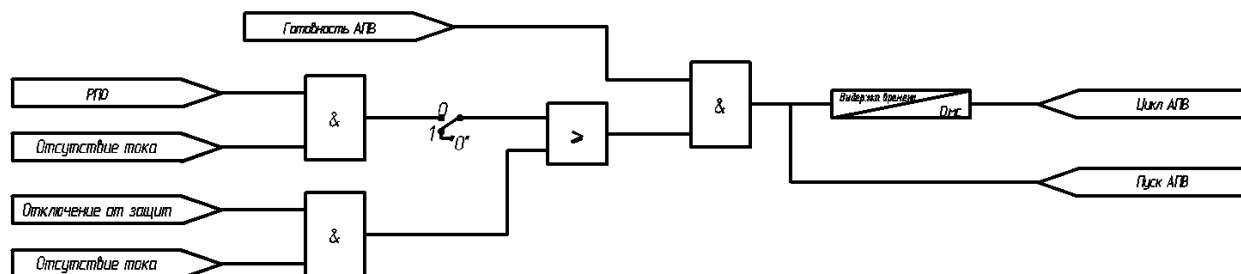 Готовность АПВ
РПО
&
Отсутствие тока
0
1
0*
≥
&
Выдержка времени
0мс
Цикл АПВ
Пуск АПВ
Отключение от защит
&
Отсутствие тока